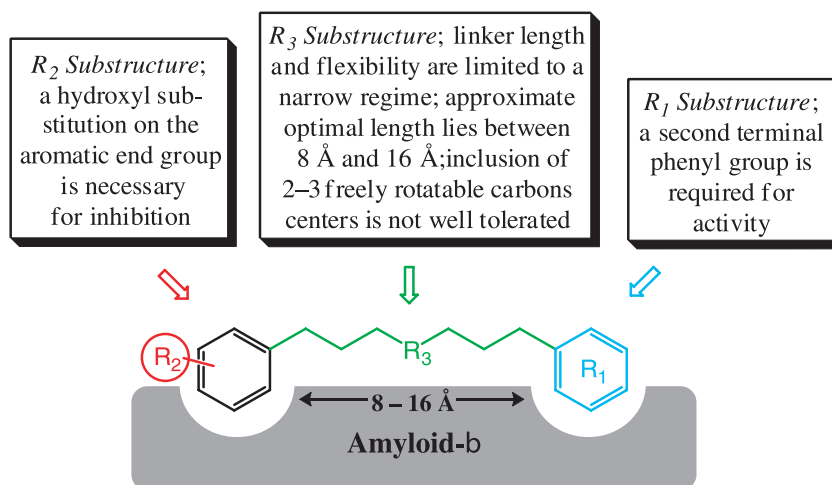 R2 Substructure;
a hydroxyl sub-
stitution on the
aromatic end group
is necessary
for inhibition
R3 Substructure; linker length
and flexibility are limited to a
narrow regime; approximate
optimal length lies between
8 Å and 16 Å;inclusion of
2–3 freely rotatable carbons
centers is not well tolerated
R1 Substructure;
a second terminal
phenyl group is
required for
activity
R2
R3
R1
8 – 16 Å
Amyloid-b